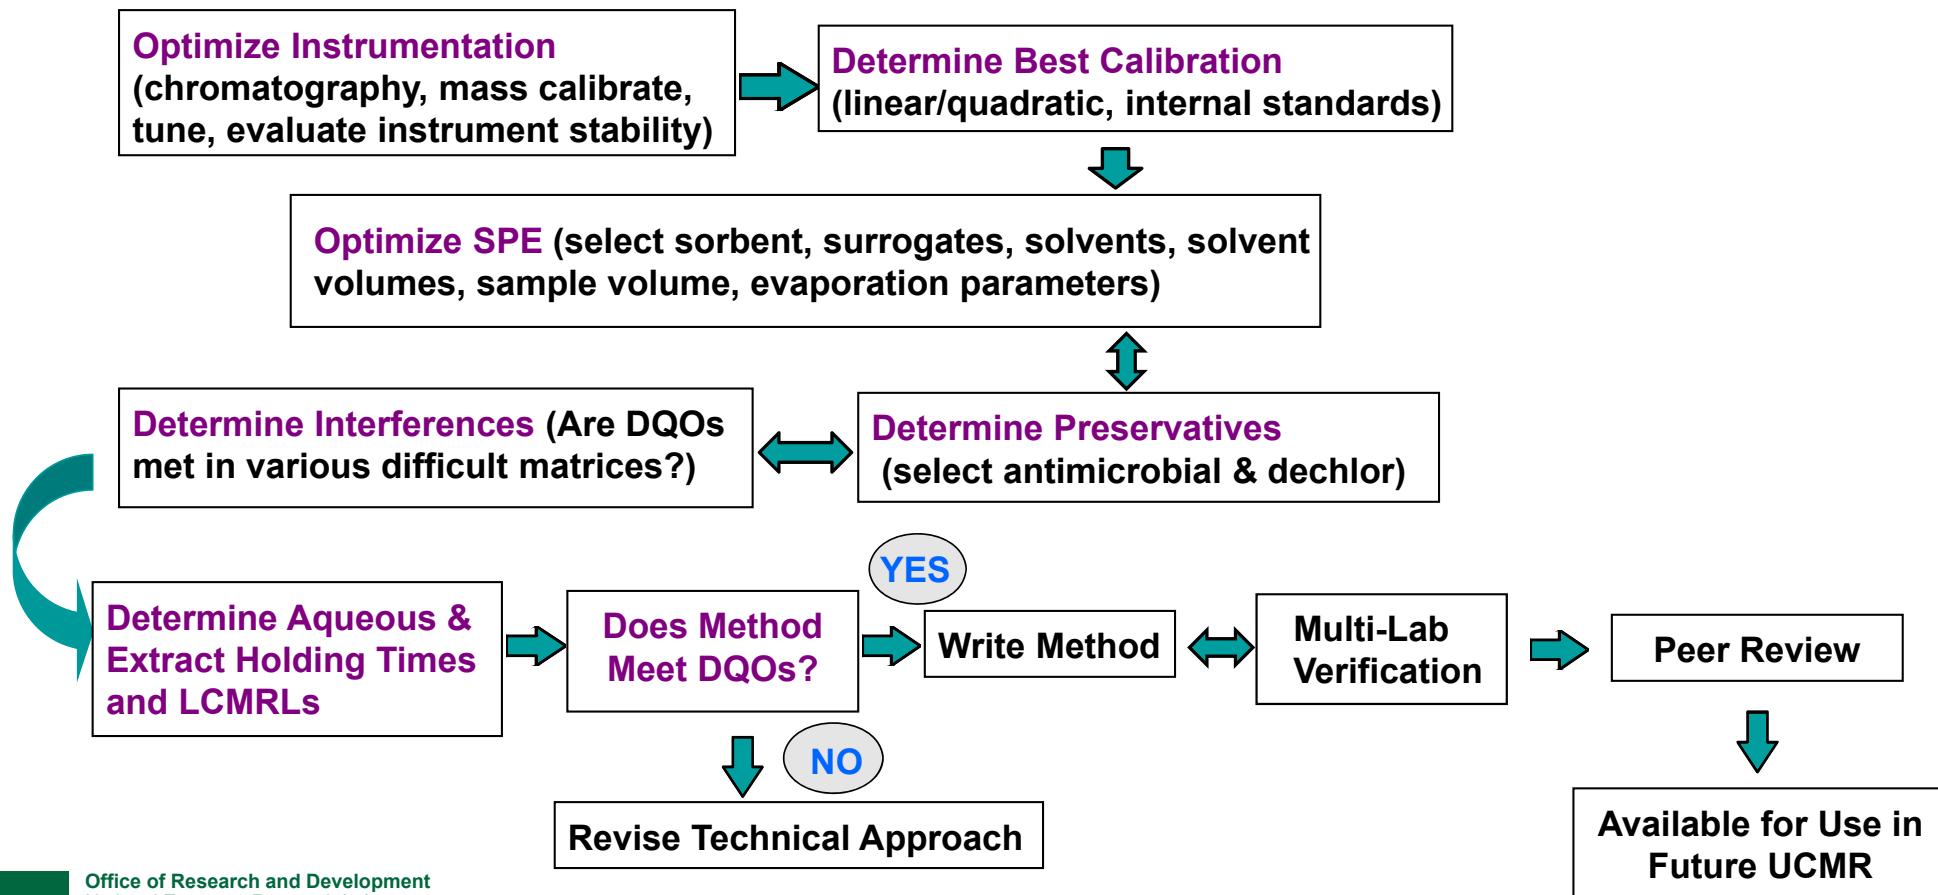 Optimize Instrumentation
(chromatography, mass calibrate,
tune, evaluate instrument stability)
Determine Best Calibration
(linear/quadratic, internal standards)
Optimize SPE (select sorbent, surrogates, solvents, solvent
volumes, sample volume, evaporation parameters)
Determine Interferences (Are DQOs
met in various difficult matrices?)
Determine Preservatives
(select antimicrobial & dechlor)
Determine Aqueous &
Extract Holding Times
and LCMRLs
Does Method
Meet DQOs?
YES
Write Method
Multi-Lab
Verification
Peer Review
NO
Revise Technical Approach
Available for Use in
Future UCMR
Office of Research and Development